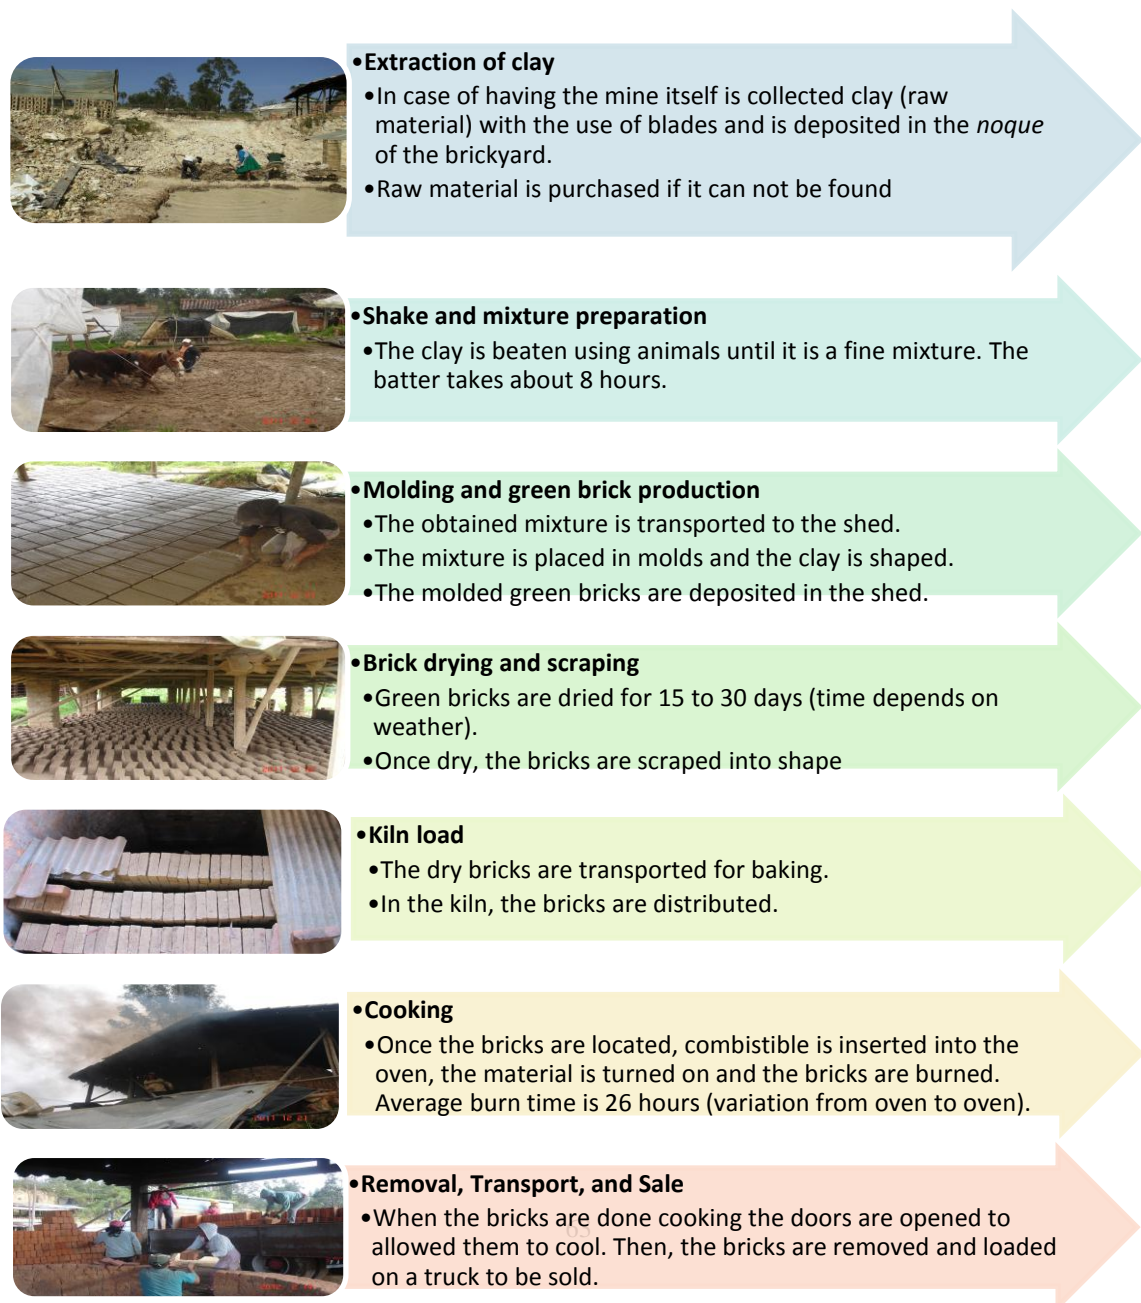 •Extraction of clay
•In case of having the mine itself is collected clay (raw
material) with the use of blades and is deposited in the noque
of the brickyard.
•Raw material is purchased if it can not be found
•Shake and mixture preparation
•The clay is beaten using animals until it is a fine mixture. The
batter takes about 8 hours.
•Molding and green brick production
•The obtained mixture is transported to the shed.
•The mixture is placed in molds and the clay is shaped.
•The molded green bricks are deposited in the shed.
•Brick drying and scraping
•Green bricks are dried for 15 to 30 days (time depends on
weather).
•Once dry, the bricks are scraped into shape
•Kiln load
•The dry bricks are transported for baking.
•In the kiln, the bricks are distributed.
•Cooking
•Once the bricks are located, combistible is inserted into the
oven, the material is turned on and the bricks are burned.
Average burn time is 26 hours (variation from oven to oven).
2011 12 21
•Removal, Transport, and Sale
•When the bricks are done cooking the doors are opened to
allowed them to cool. Then, the bricks are removed and loaded
on a truck to be sold.